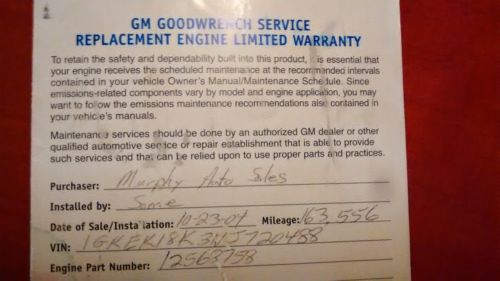 GM GOODWRENCH SERVICE
REPLACEMENT ENGINE LIMITED WARRANTY
To retain the safety and dependability built into this product, is essential that
your engine receives the scheduled maintenance at the recommended intervals
contained in your vehicle Owner's Manual/Maintenance Schedule. Since
emissions-related components vary by model and engine application, you may
want to follow the emissions maintenance recommendations also contained in
your vehicle's manuals.
Maintenance services should be done by an authorized GM dealer or other
qualified automotive service or repair establishment that is able to provide
such services and that can be relied upon to use proper parts and practices.
Purchaser: Murphy Auto Sales
Installed by: Same
Date of Sale/Installation: 10-23-04 Mileage: 163,556
VIN: 1GKEK18K3NJ720488
Engine Part Number: 12568758